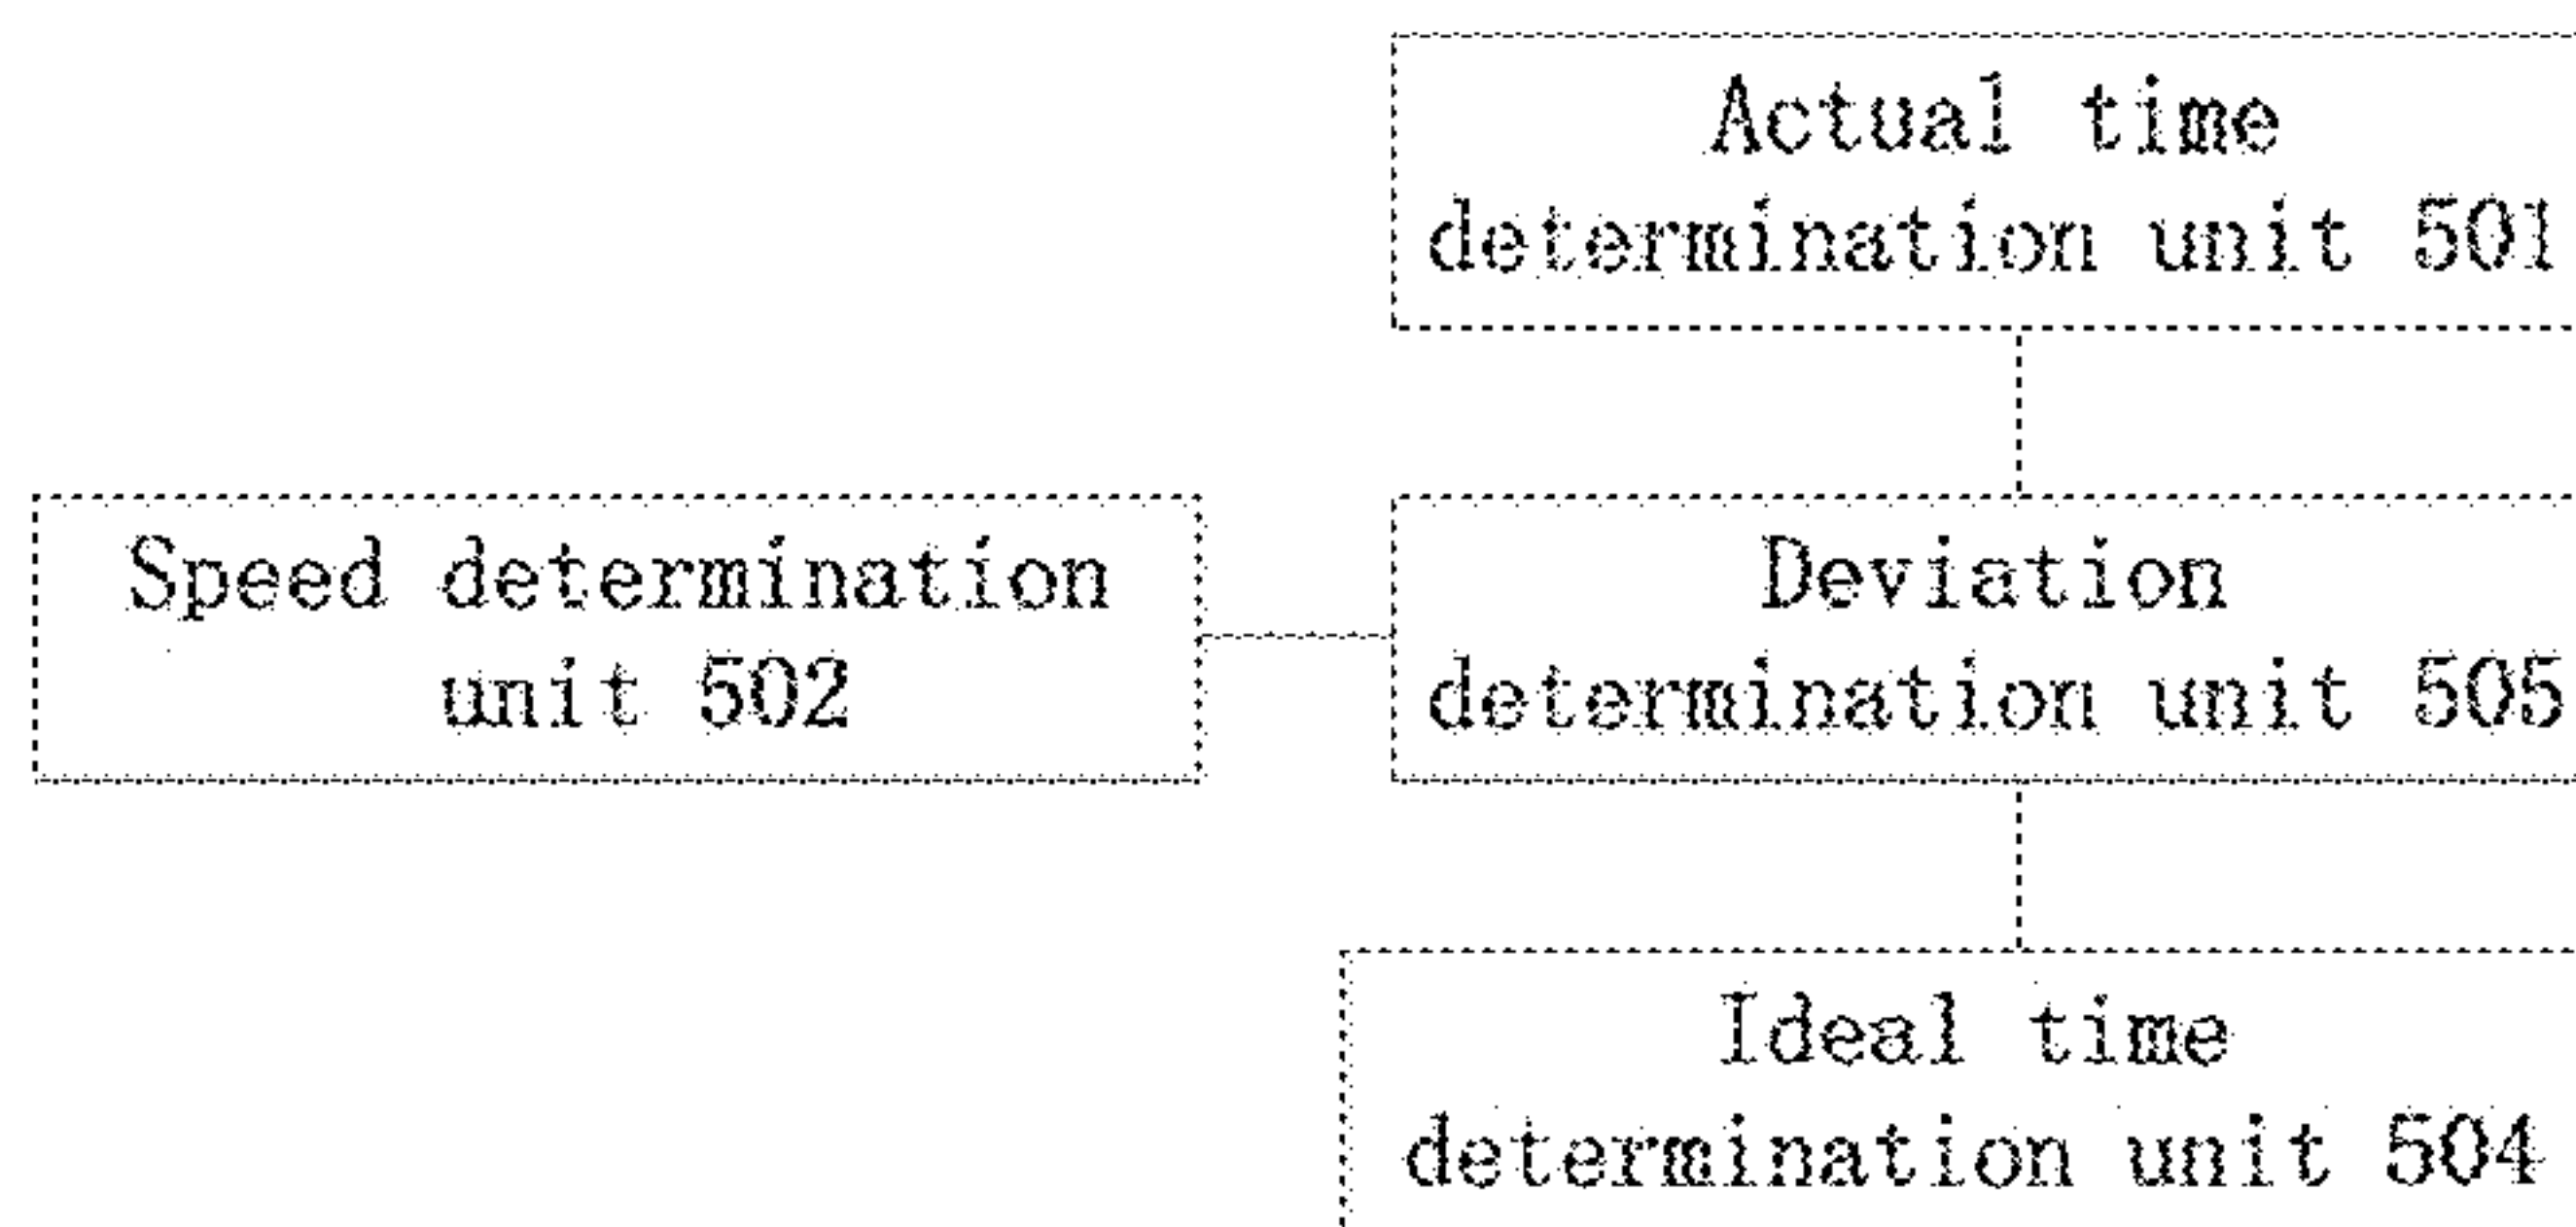 Actual time
determination unit 501
Speed determination
unit 502
Deviation
determination unit 505
Ideal time
determination unit 504